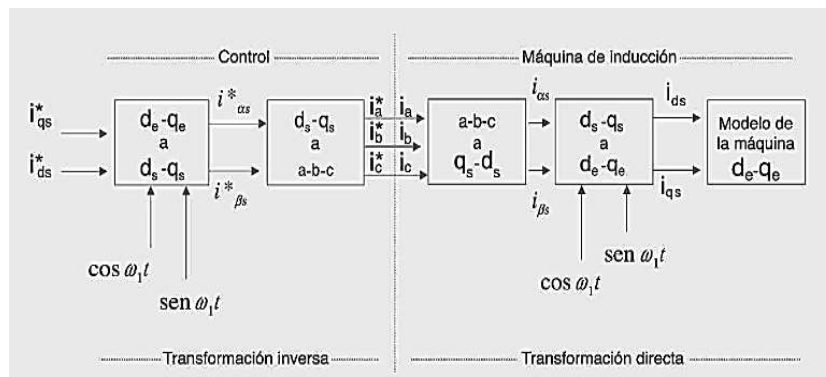 Control
Máquina de inducción
i*qs
i*ds
de-qe
a
ds-qs
i*αs
i*βs
ds-qs
a
a-b-c
i*a
i*b
i*c
ia
ib
ic
a-b-c
a
qs-ds
iαs
iβs
ds-qs
a
de-qe
ids
iqs
Modelo de
la máquina
de-qe
cos ω1t
sen ω1t
cos ω1t
sen ω1t
Transformación inversa
Transformación directa